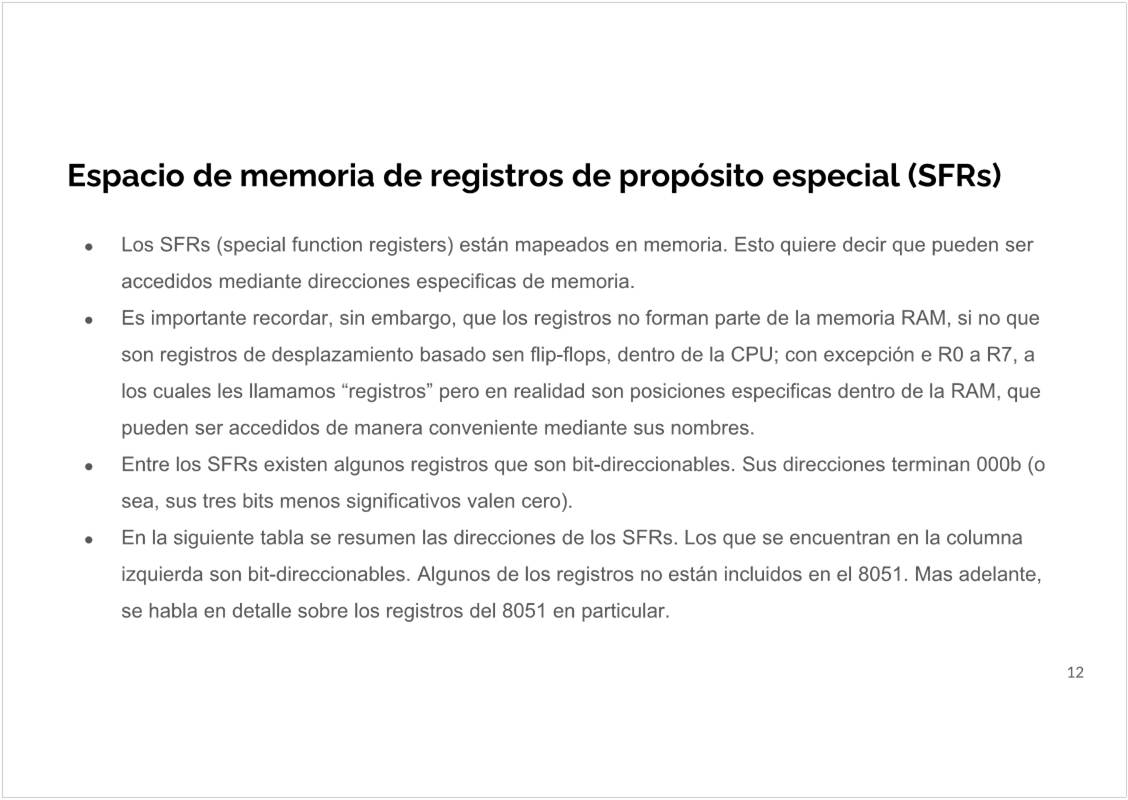 Espacio de memoria de registros de propósito especial (SFRs)
● Los SFRs (special function registers) están mapeados en memoria. Esto quiere decir que pueden ser
accedidos mediante direcciones especificas de memoria.
● Es importante recordar, sin embargo, que los registros no forman parte de la memoria RAM, si no que
son registros de desplazamiento basado sen flip-flops, dentro de la CPU; con excepción e R0 a R7, a
los cuales les llamamos “registros” pero en realidad son posiciones especificas dentro de la RAM, que
pueden ser accedidos de manera conveniente mediante sus nombres.
● Entre los SFRs existen algunos registros que son bit-direccionables. Sus direcciones terminan 000b (o
sea, sus tres bits menos significativos valen cero).
● En la siguiente tabla se resumen las direcciones de los SFRs. Los que se encuentran en la columna
izquierda son bit-direccionables. Algunos de los registros no están incluidos en el 8051. Mas adelante,
se habla en detalle sobre los registros del 8051 en particular.
12